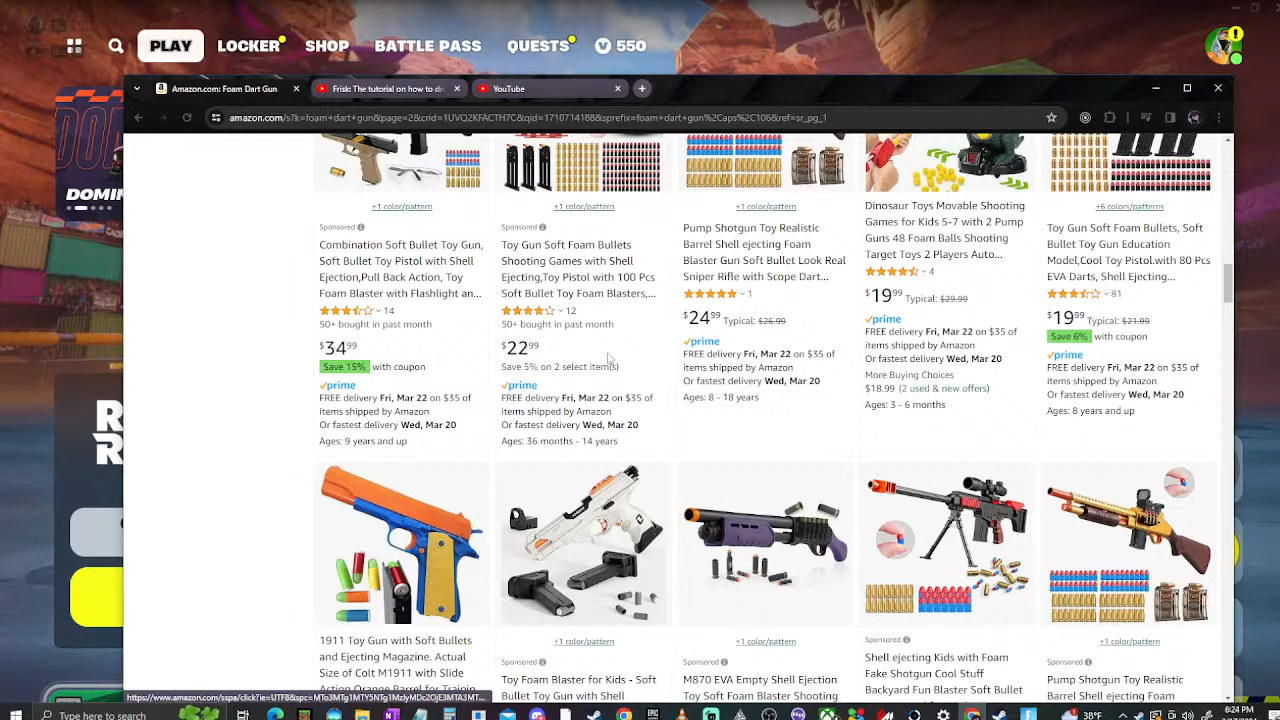 PLAY
LOCKER
SHOP
BATTLE PASS
QUESTS
V 550
Amazon.com: Foam Dart Gun
Frisk: The tutorial on how to dr
YouTube
amazon.com/s?k=foam+dart+gun&page=2&crid=1UVQ2KFACTH7C&qid=1710714188&sprefix=foam+dart+gun%2Caps%2C106&ref=sr_pg_1
DOMIN
+1 color/pattern
Sponsored
Combination Soft Bullet Toy Gun,
Soft Bullet Toy Pistol with Shell
Ejection,Pull Back Action, Toy
Foam Blaster with Flashlight an...
14
50+ bought in past month
$34.99
Save 15% with coupon
prime
FREE delivery Fri, Mar 22 on $35 of
items shipped by Amazon
Or fastest delivery Wed, Mar 20
Ages: 9 years and up
+1 color/pattern
Sponsored
Toy Gun Soft Foam Bullets
Shooting Games with Shell
Ejecting,Toy Pistol with 100 Pcs
Soft Bullet Toy Foam Blasters,...
12
50+ bought in past month
$22.99
Save 5% on 2 select item(s)
prime
FREE delivery Fri, Mar 22 on $35 of
items shipped by Amazon
Or fastest delivery Wed, Mar 20
Ages: 36 months - 14 years
+1 color/pattern
Pump Shotgun Toy Realistic
Barrel Shell ejecting Foam
Blaster Gun Soft Bullet Look Real
Sniper Rifle with Scope Dart...
1
$24.99 Typical: $26.99
prime
FREE delivery Fri, Mar 22 on $35 of
items shipped by Amazon
Or fastest delivery Wed, Mar 20
Ages: 8 - 18 years
Dinosaur Toys Movable Shooting
Games for Kids 5-7 with 2 Pump
Guns 48 Foam Balls Shooting
Target Toys 2 Players Auto...
4
$19.99 Typical: $29.99
prime
FREE delivery Fri, Mar 22 on $35 of
items shipped by Amazon
Or fastest delivery Wed, Mar 20
More Buying Choices
$18.99 (2 used & new offers)
Ages: 3 - 6 months
+6 colors/patterns
Toy Gun Soft Foam Bullets, Soft
Bullet Toy Gun Education
Model,Cool Toy Pistol.with 80 Pcs
EVA Darts, Shell Ejecting...
81
$19.99 Typical: $21.99
Save 6% with coupon
prime
FREE delivery Fri, Mar 22 on $35 of
items shipped by Amazon
Or fastest delivery Wed, Mar 20
Ages: 8 years and up
1911 Toy Gun with Soft Bullets
and Ejecting Magazine. Actual
Size of Colt M1911 with Slide
Action Orange Barrel for Training
+1 color/pattern
Sponsored
Toy Foam Blaster for Kids - Soft
Bullet Toy Gun with Shell
+1 color/pattern
Sponsored
M870 EVA Empty Shell Ejection
Toy Soft Foam Blaster Shooting
Sponsored
Shell ejecting Kids with Foam
Fake Shotgun Cool Stuff
Backyard Fun Blaster Soft Bullet
+1 color/pattern
Sponsored
Pump Shotgun Toy Realistic
Barrel Shell ejecting Foam
Type here to search
38°F
6:24 PM